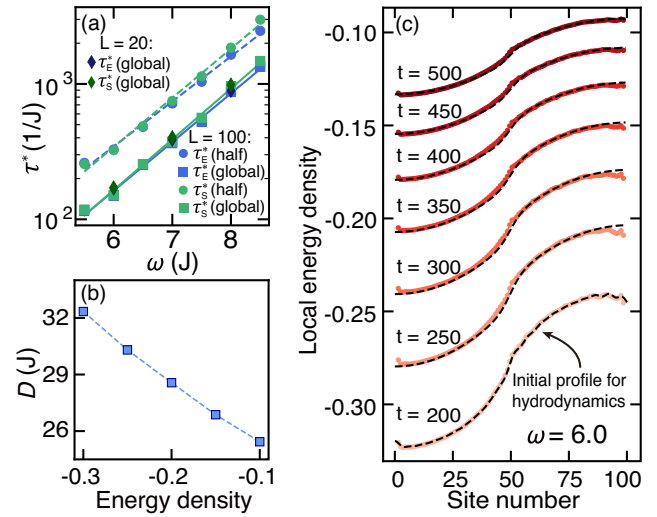 (a)
L = 20:
τ*E(global)
τ*S(global)
L = 100:
τ*E(half)
τ*E(global)
τ*S(half)
τ*S(global)
τ* (1/J)
10³
10²
6
7
8
ω (J)
(b)
D (J)
32
29
26
-0.3
-0.2
-0.1
Energy density
(c)
Local energy density
-0.10
-0.15
-0.20
-0.25
-0.30
t = 500
t = 450
t = 400
t = 350
t = 300
t = 250
t = 200
Initial profile for
hydrodynamics
ω = 6.0
0
25
50
75
100
Site number